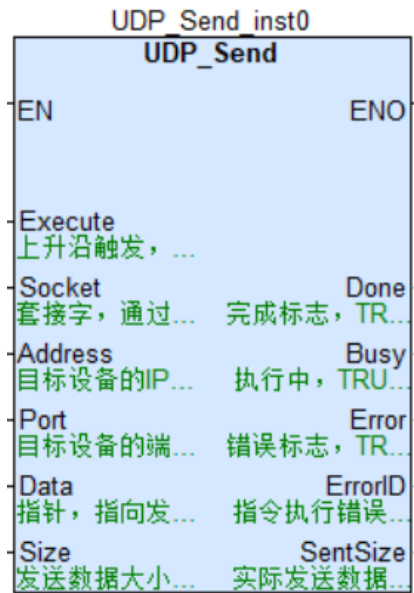 UDP_Send_inst0
UDP_Send
EN ENO
Execute
上升沿触发，...
Socket Done
套接字，通过... 完成标志，TR...
Address Busy
目标设备的IP... 执行中，TRU...
Port Error
目标设备的端... 错误标志，TR...
Data ErrorID
指针，指向发... 指令执行错误...
Size SentSize
发送数据大小... 实际发送数据...